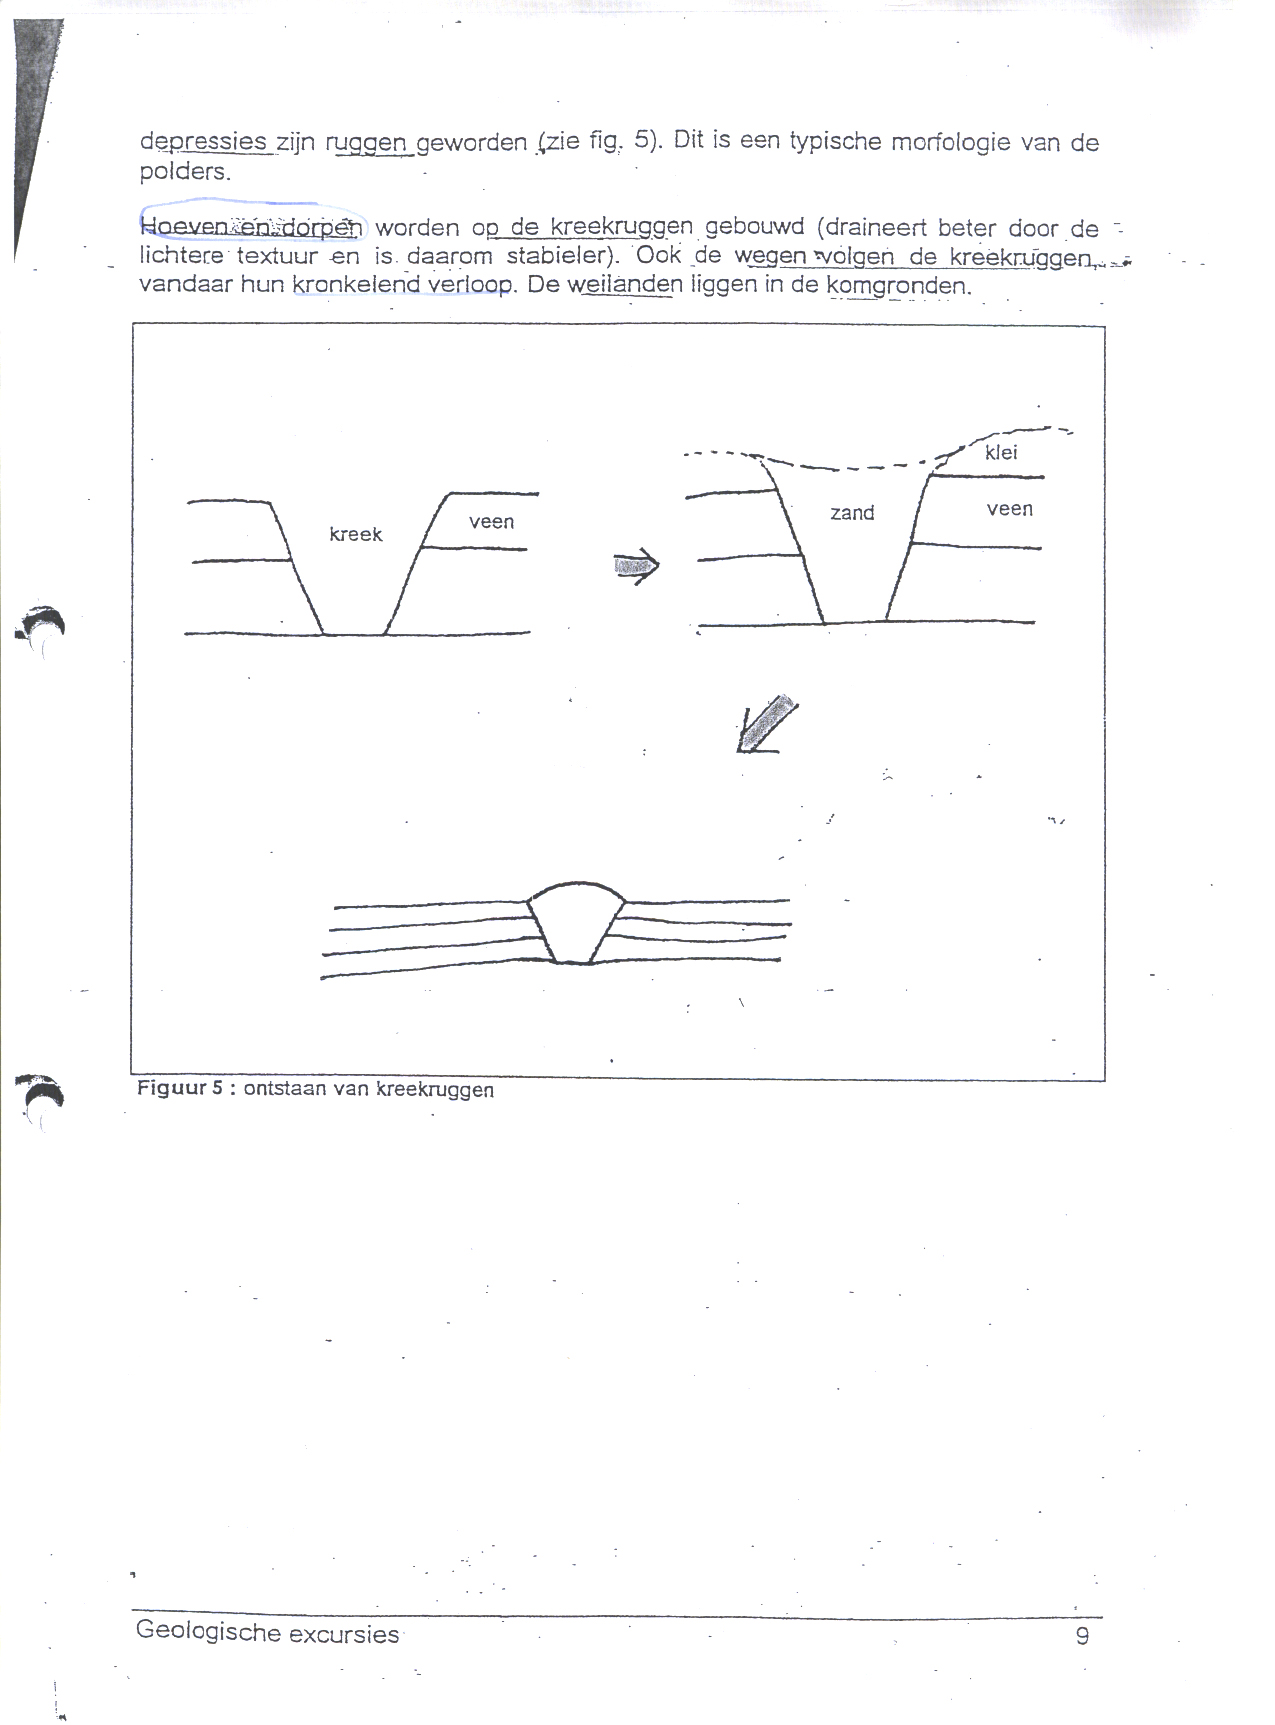 depressies zijn ruggen geworden (zie fig. 5). Dit is een typische morfologie van de
polders.
Hoeven en dorpen worden op de kreekruggen gebouwd (draineert beter door de
lichtere textuur en is daarom stabieler). Ook de wegen volgen de kreekruggen,
vandaar hun kronkelend verloop. De weilanden liggen in de komgronden.
klei
kreek
veen
zand
veen
Figuur 5 : ontstaan van kreekruggen
Geologische excursies
9